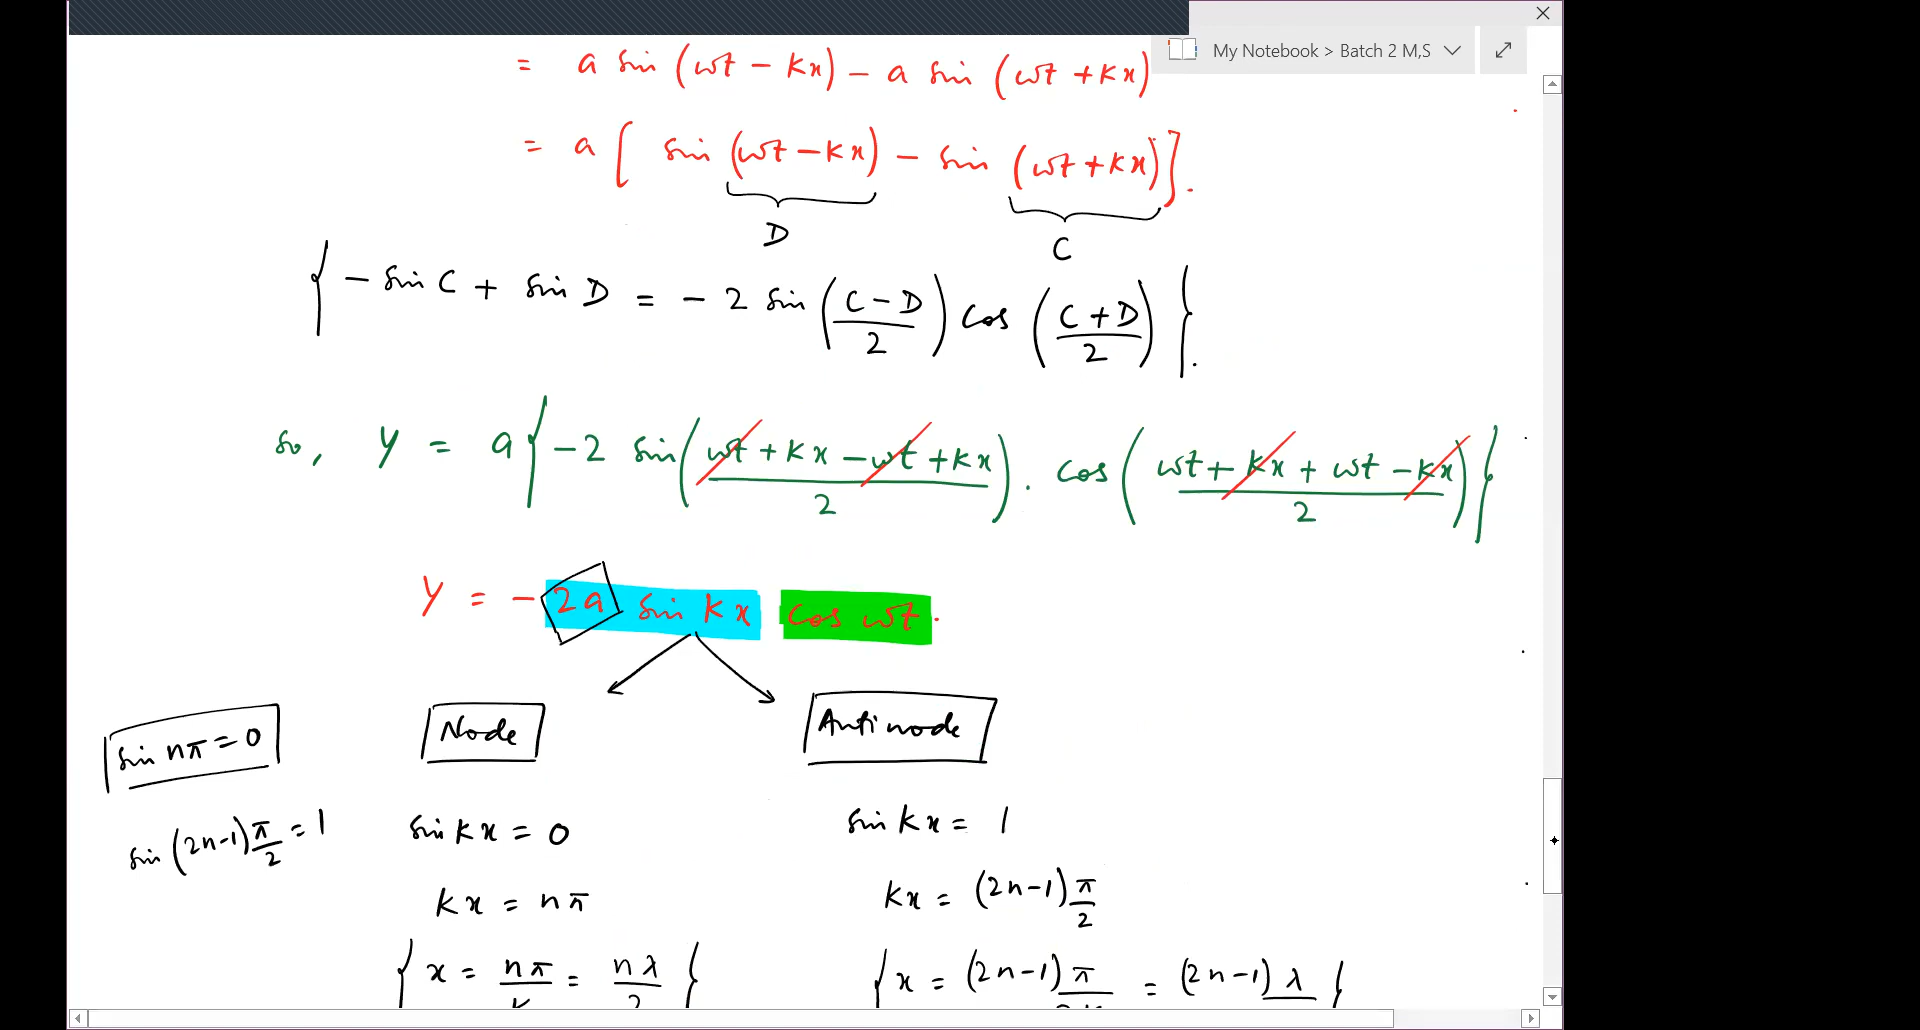 My Notebook > Batch 2 M,S
= a sin (ωt - kx) - a sin (ωt + kx)
= a [ sin (ωt - kx) - sin (ωt + kx) ].
D
C
{ - sin C + sin D = - 2 sin ( (C - D)/2 ) cos ( (C + D)/2 ) }.
so, y = a { -2 sin ( (ωt + kx - ωt + kx)/2 ) . cos ( (ωt + kx + ωt - kx)/2 ) }
y = - 2a sin kx cos ωt.
sin nπ = 0
Node
Antinode
sin (2n-1) π/2 = 1
sin kx = 0
sin kx = 1
kx = nπ
kx = (2n-1) π/2
{ x = nπ/k = nλ/2 }
{ x = (2n-1) π/2k = (2n-1) λ }